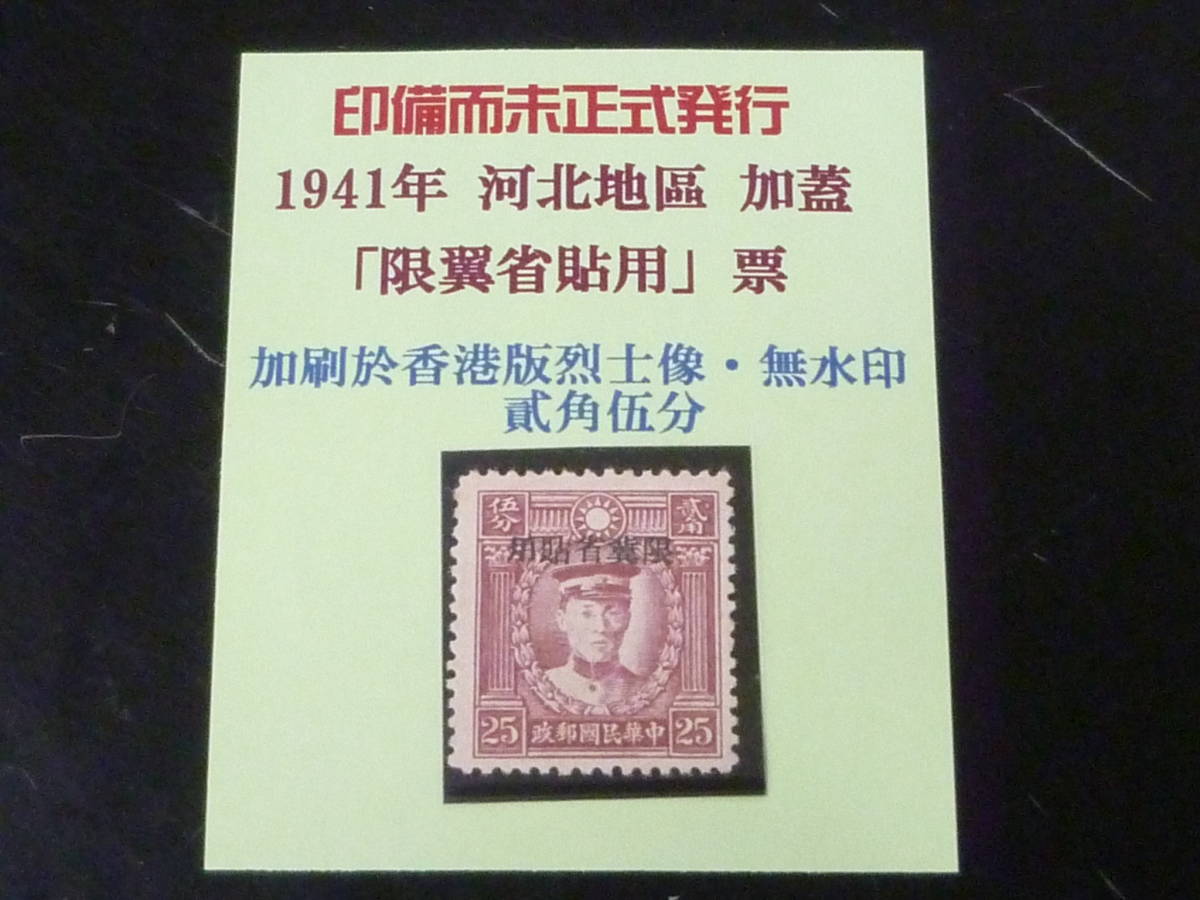 印備而未正式発行
1941年 河北地區 加蓋
「限翼省貼用」票
加刷於香港版烈士像・無水印
貳角伍分
伍分 貳角
用貼省冀限
25 政郵國民華中 25